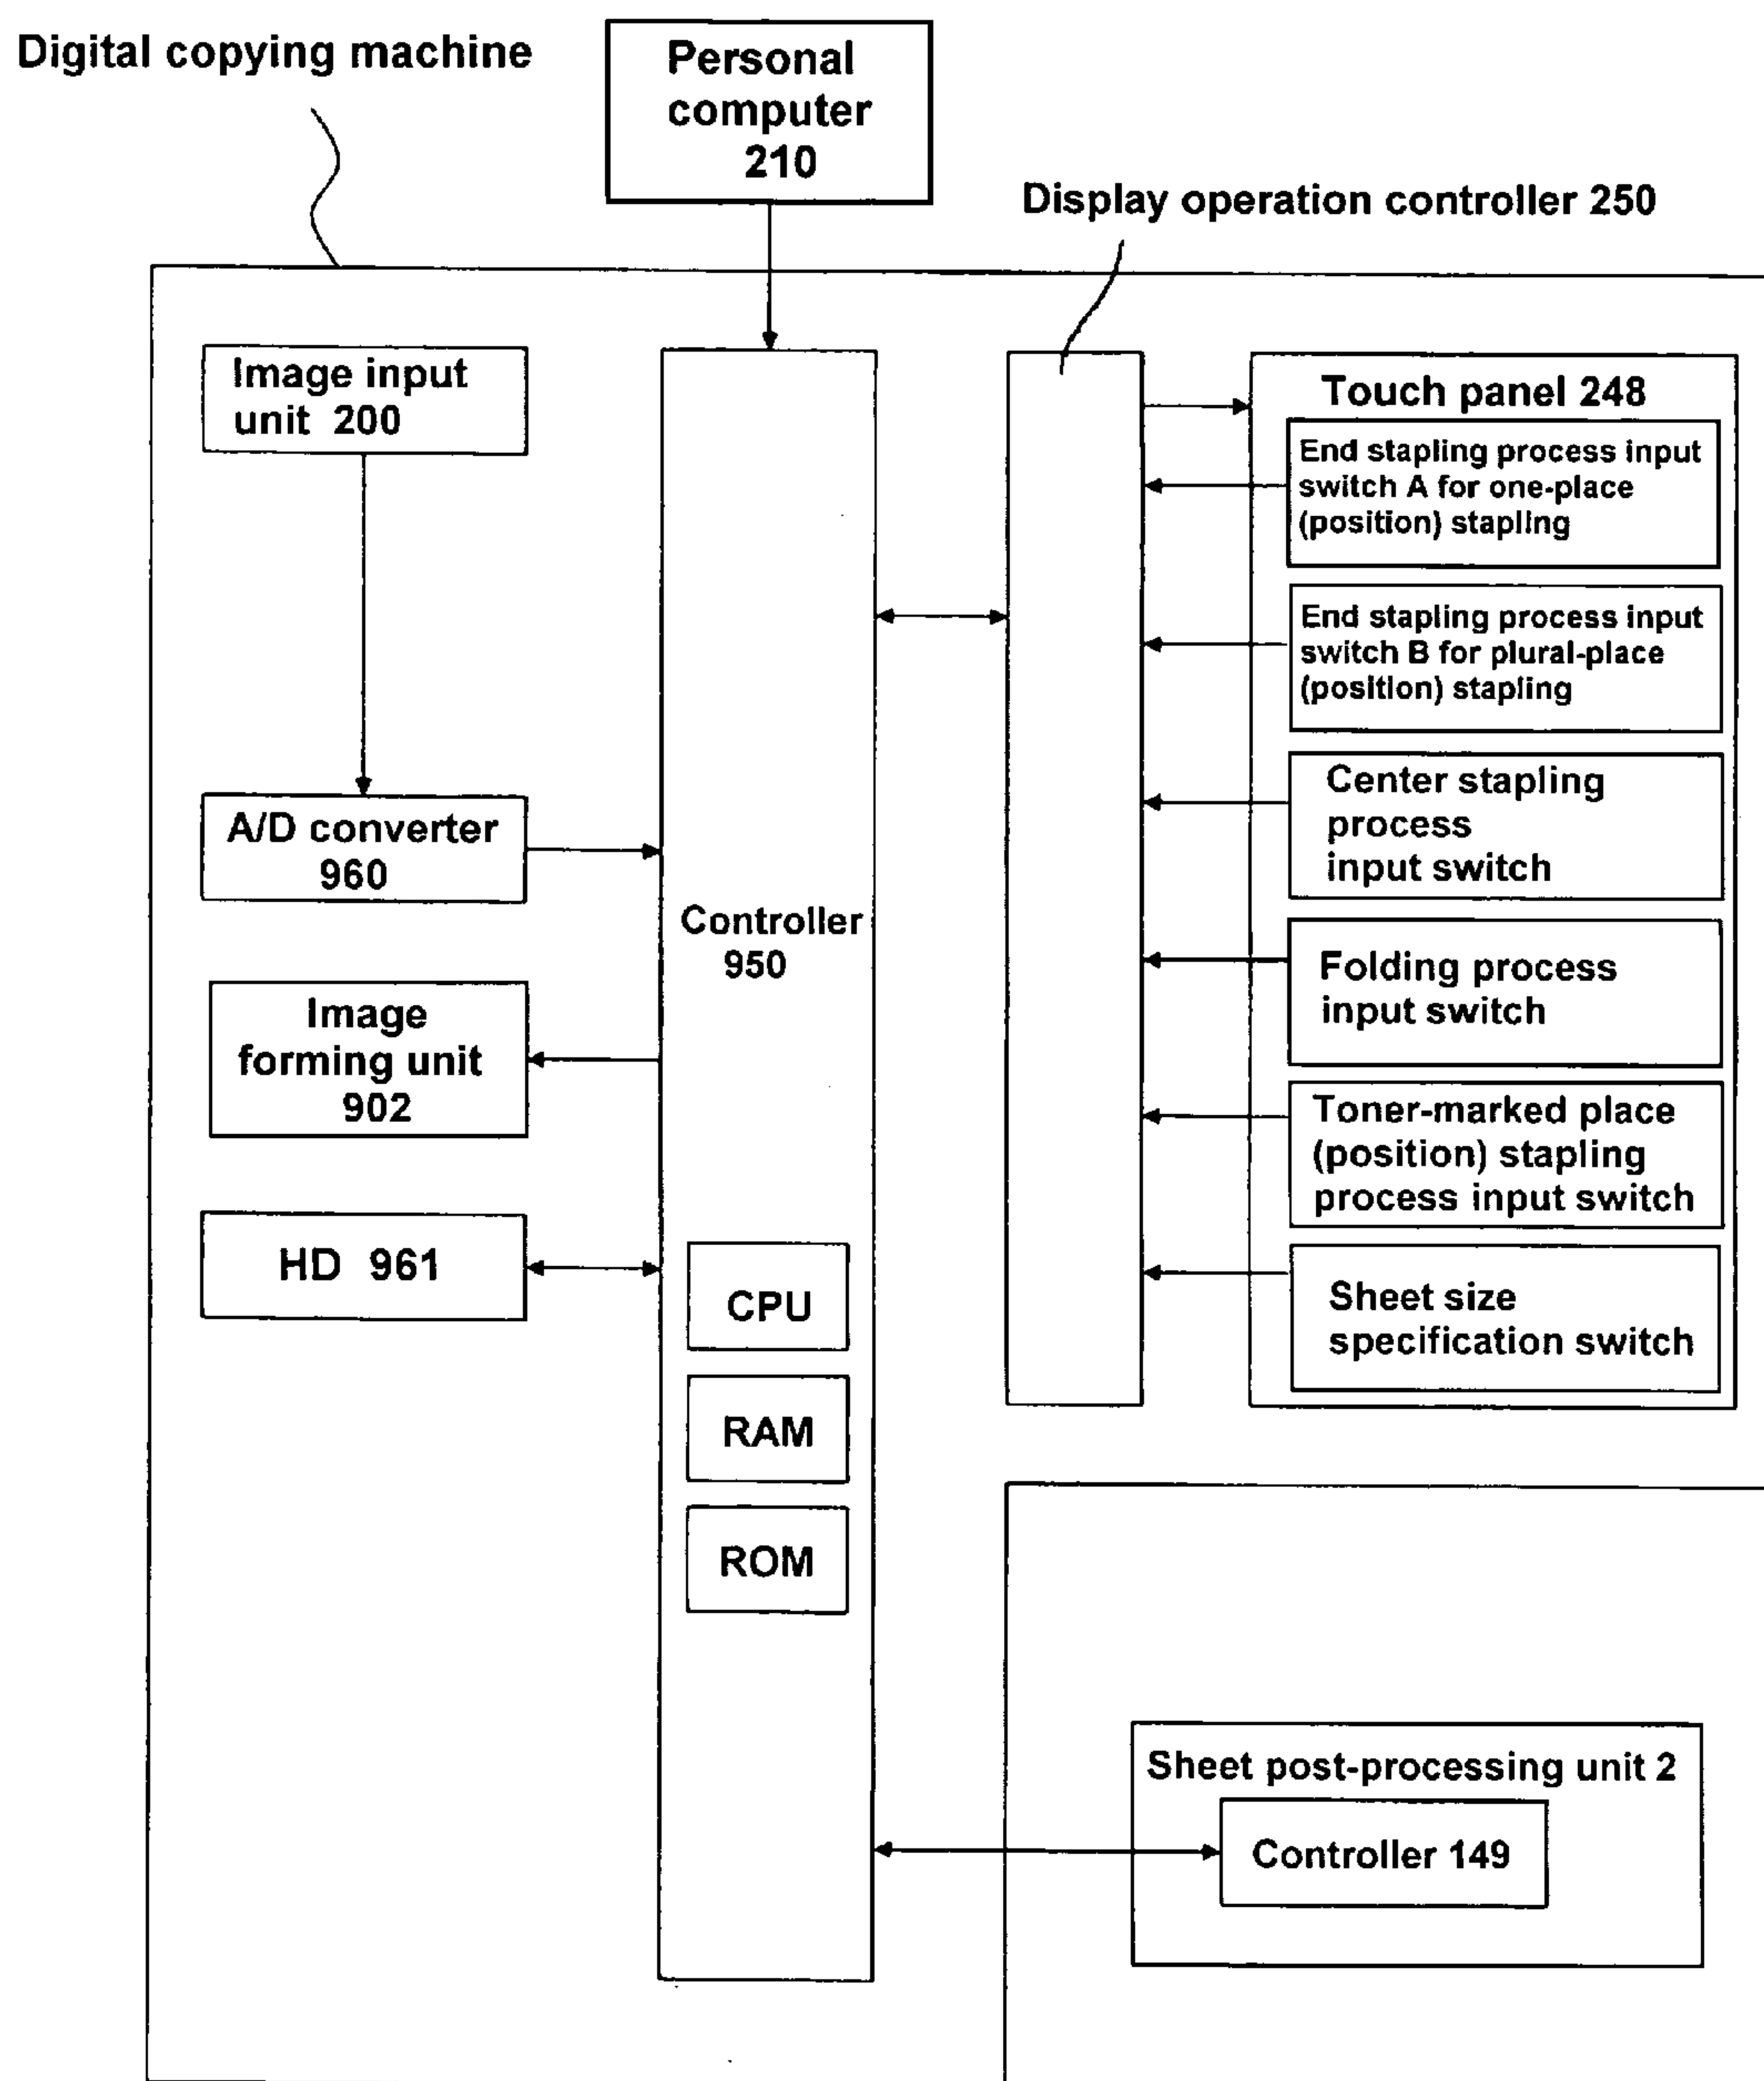 Digital copying machine
Personal
computer
210
Display operation controller 250
Image input
unit 200
A/D converter
960
Image
forming unit
902
HD 961
Controller
950
CPU
RAM
ROM
Touch panel 248
End stapling process input
switch A for one-place
(position) stapling
End stapling process input
switch B for plural-place
(position) stapling
Center stapling
process
input switch
Folding process
input switch
Toner-marked place
(position) stapling
process input switch
Sheet size
specification switch
Sheet post-processing unit 2
Controller 149